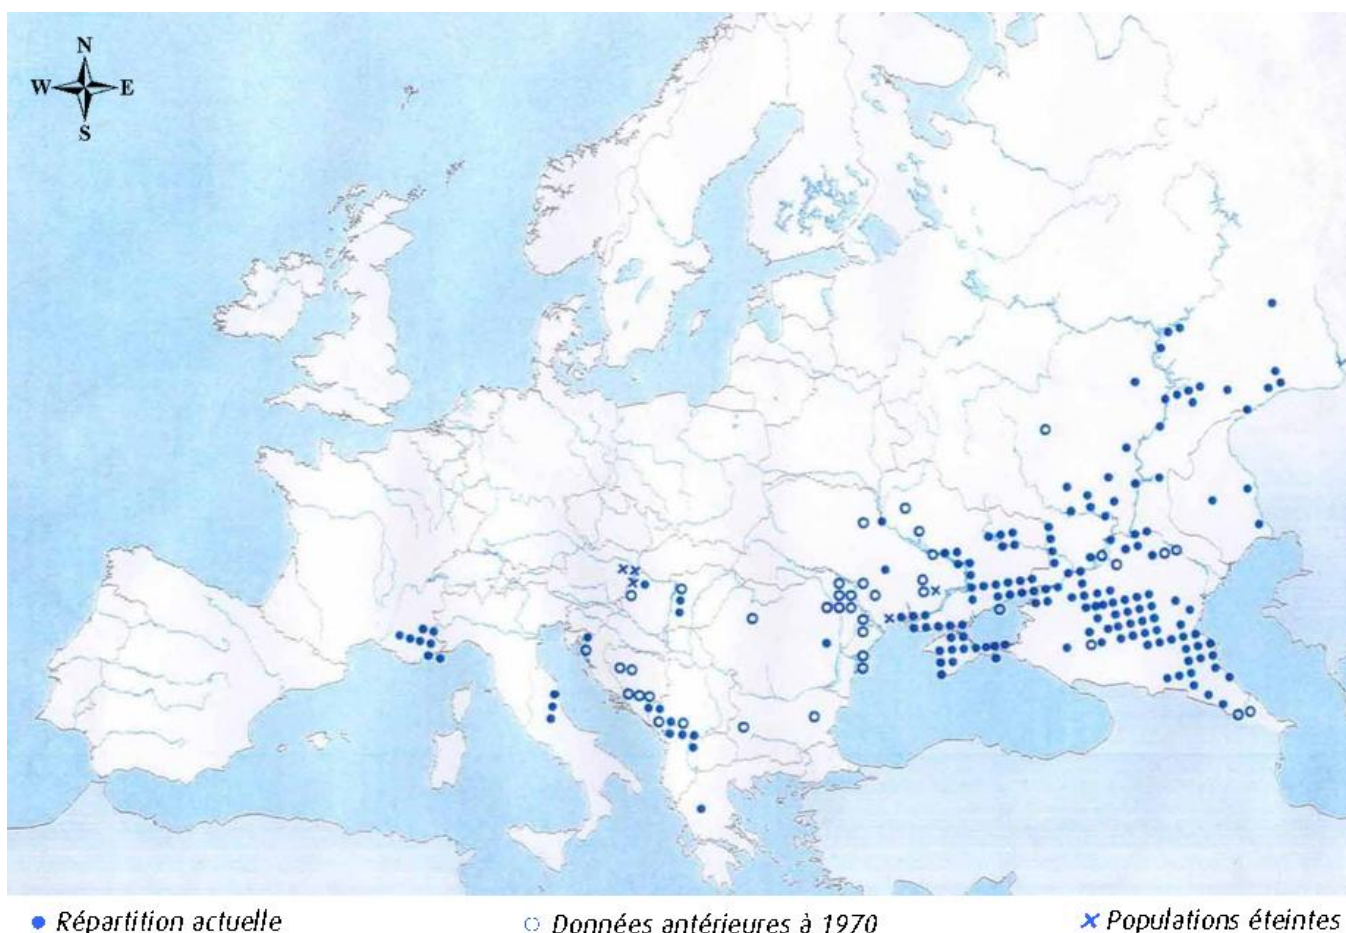 N
W E
S
Répartition actuelle
Données antérieures à 1970
Populations éteintes